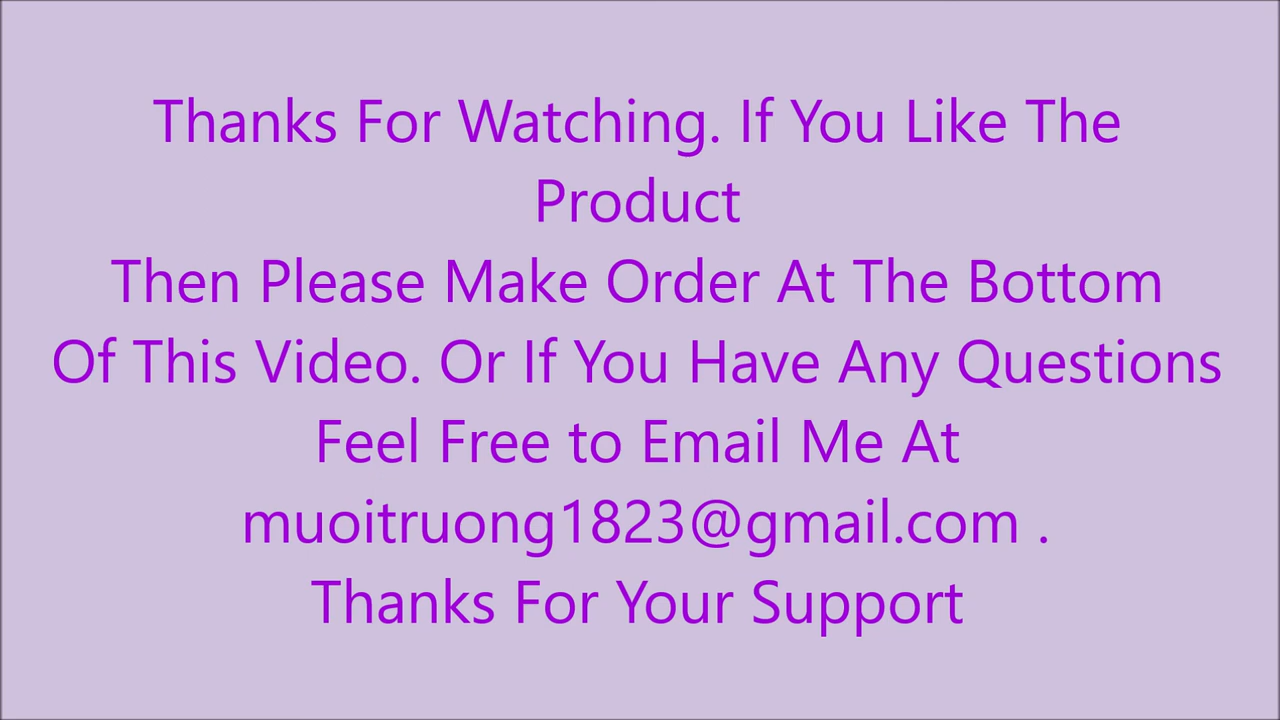 Thanks For Watching. If You Like The
Product
Then Please Make Order At The Bottom
Of This Video. Or If You Have Any Questions
Feel Free to Email Me At
muoitruong1823@gmail.com .
Thanks For Your Support